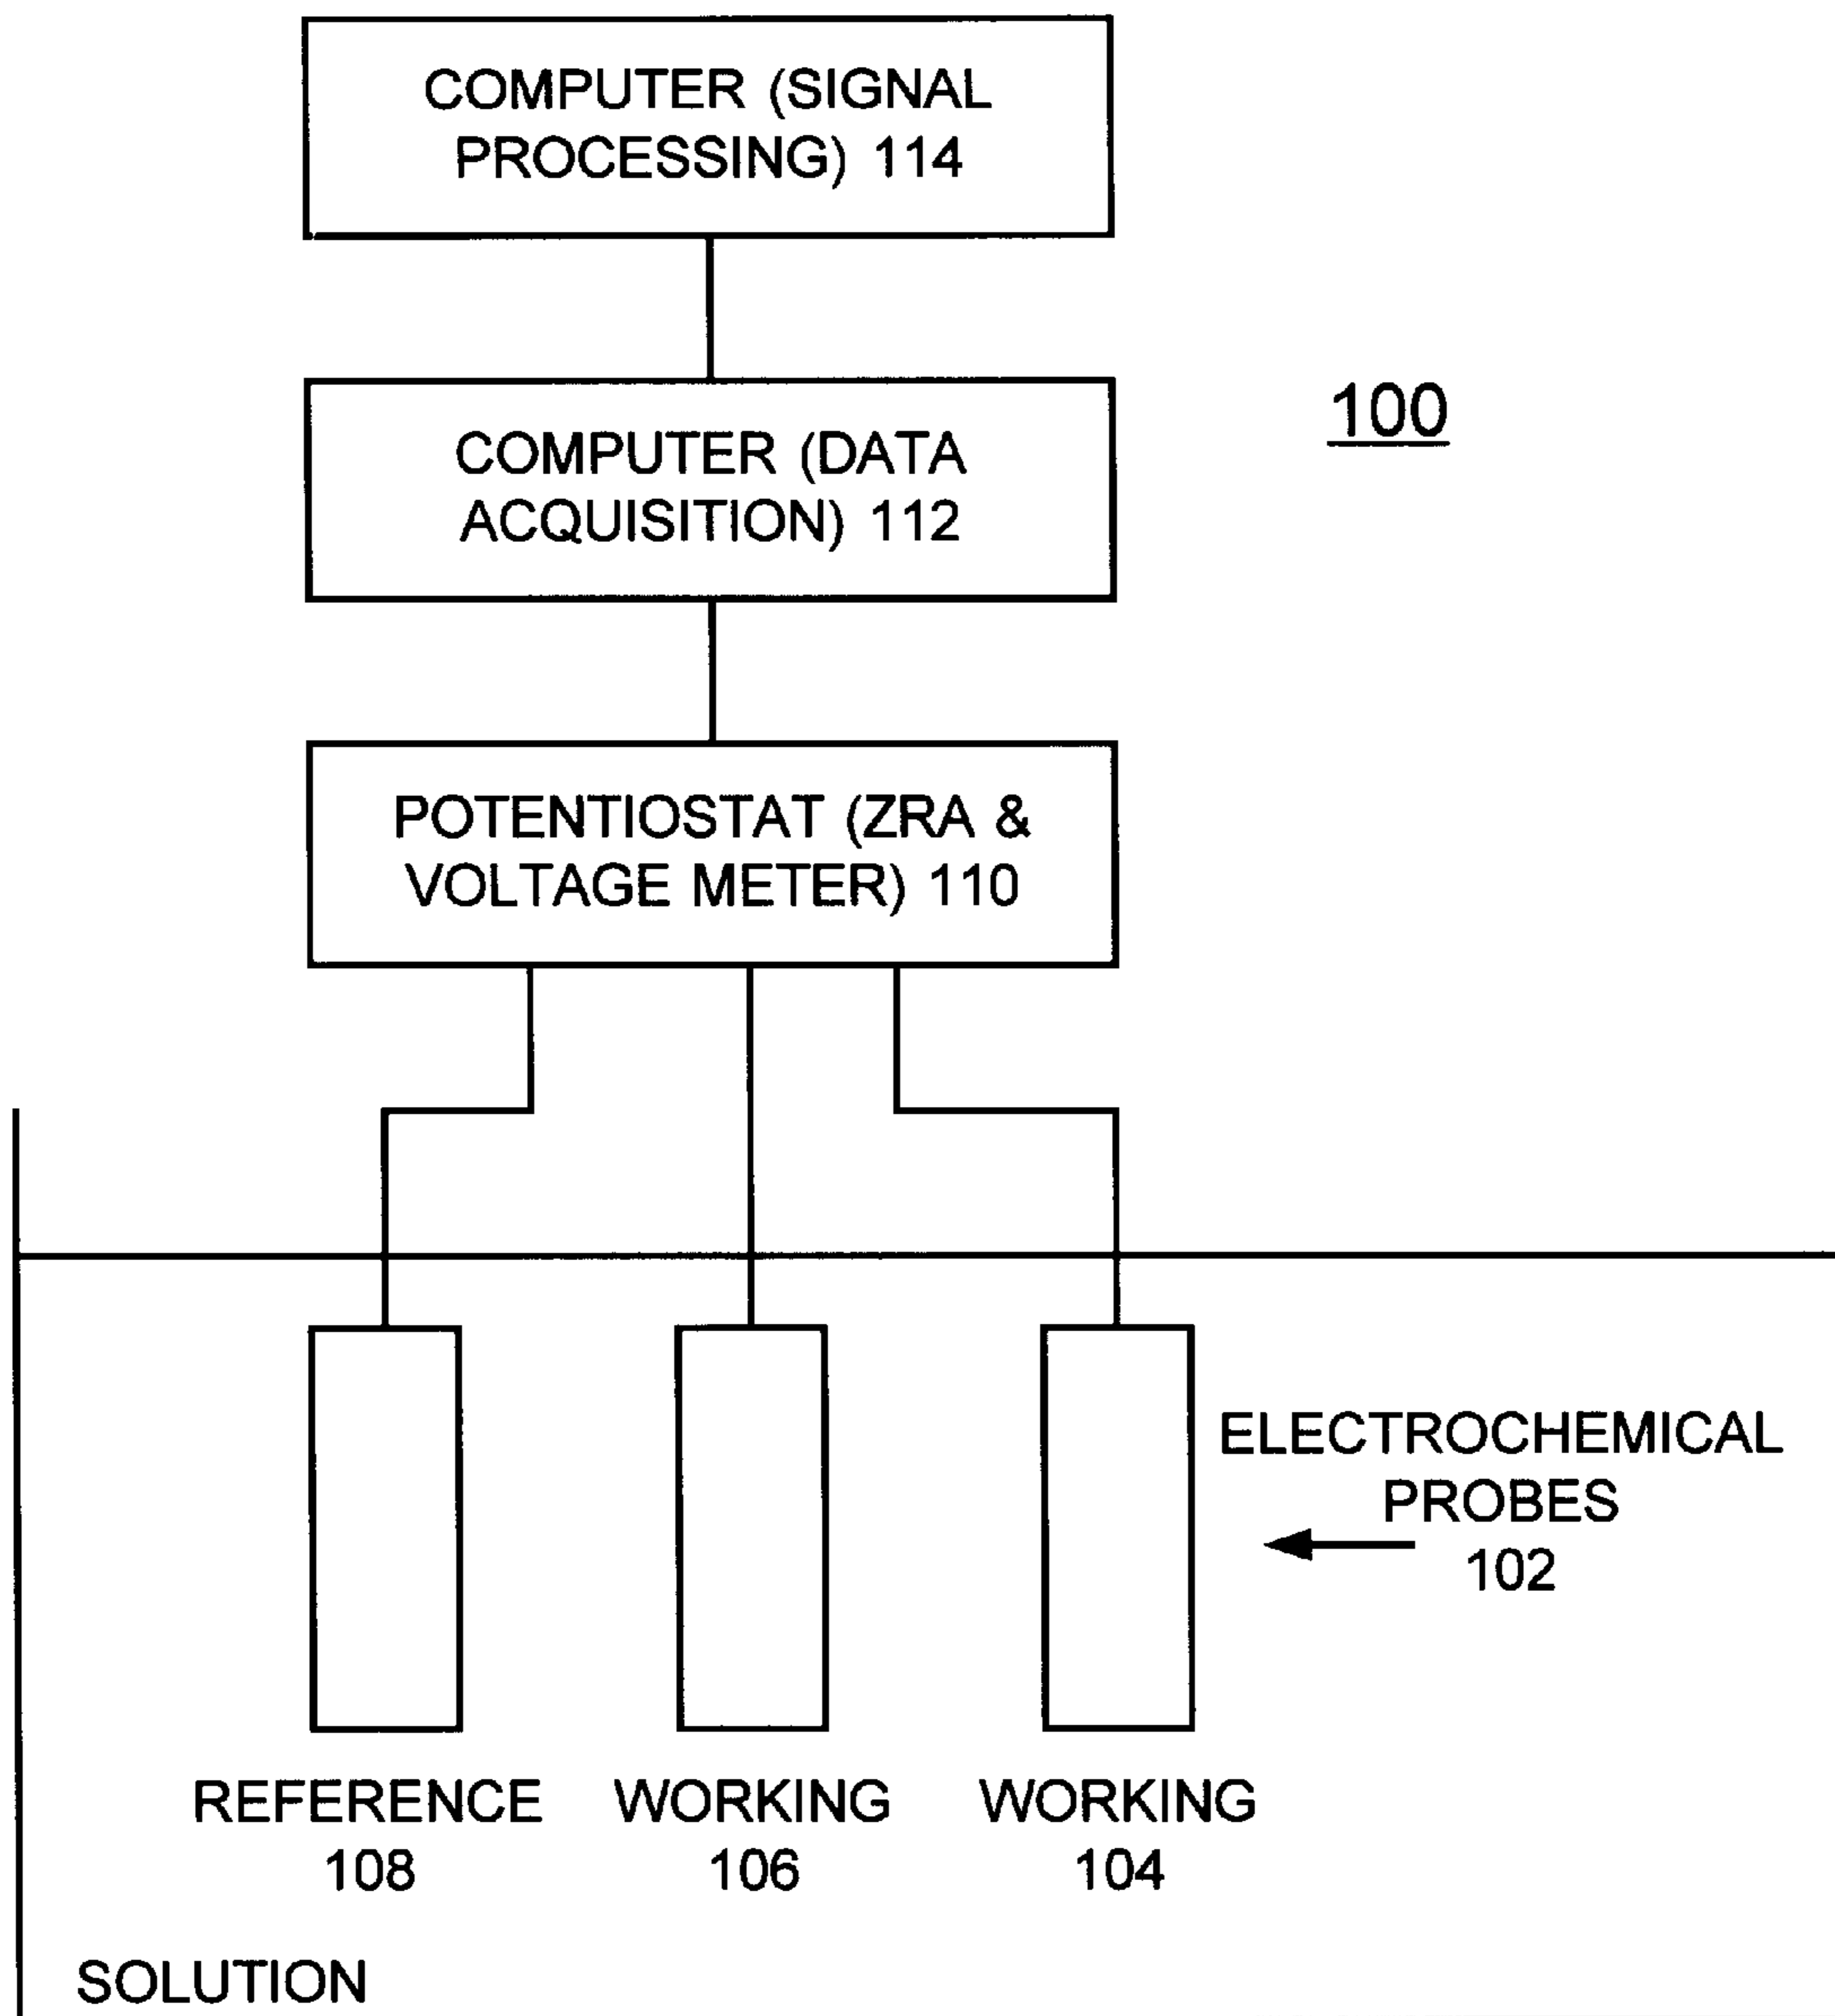 COMPUTER (SIGNAL
PROCESSING) 114
COMPUTER (DATA
ACQUISITION) 112
100
POTENTIOSTAT (ZRA &
VOLTAGE METER) 110
ELECTROCHEMICAL
PROBES
102
REFERENCE
108
WORKING
106
WORKING
104
SOLUTION